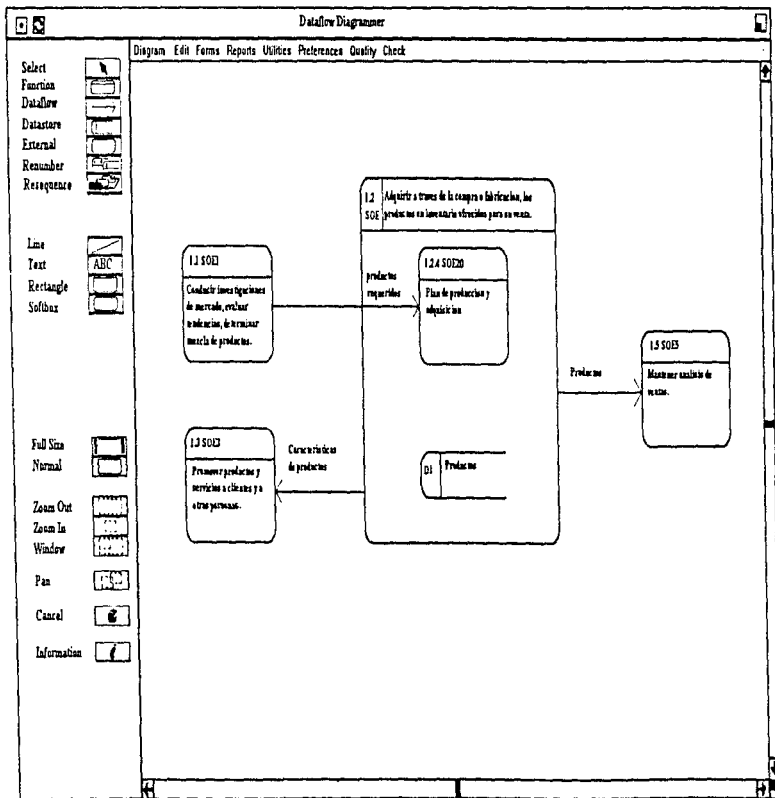 Dataflow Diagrammer
Diagram Edit Forms Reports Utilities Preferences Quality Check
Select
Function
Dataflow
Datastore
External
Renumber
Resequence
Line
Text ABC
Rectangle
Softbox
Full Size
Normal
Zoom Out
Zoom In
Window
Pan
Cancel
Information
1.2 SOE
Adquirir a traves de la compra o fabricacion, los
productos en inventario ofrecidos para su venta.
1.1 SOE1
Conducir investigaciones
de mercado, evaluar
tendencias, determinar
mezcla de productos.
productos
requeridos
1.2.4 SOE20
Plan de produccion y
adquisicion
1.5 SOE5
Mantener analisis de
ventas.
Productos
1.3 SOE3
Promover productos y
servicios a clientes y a
otras personas.
Caracteristicas
de productos
D1 Productos